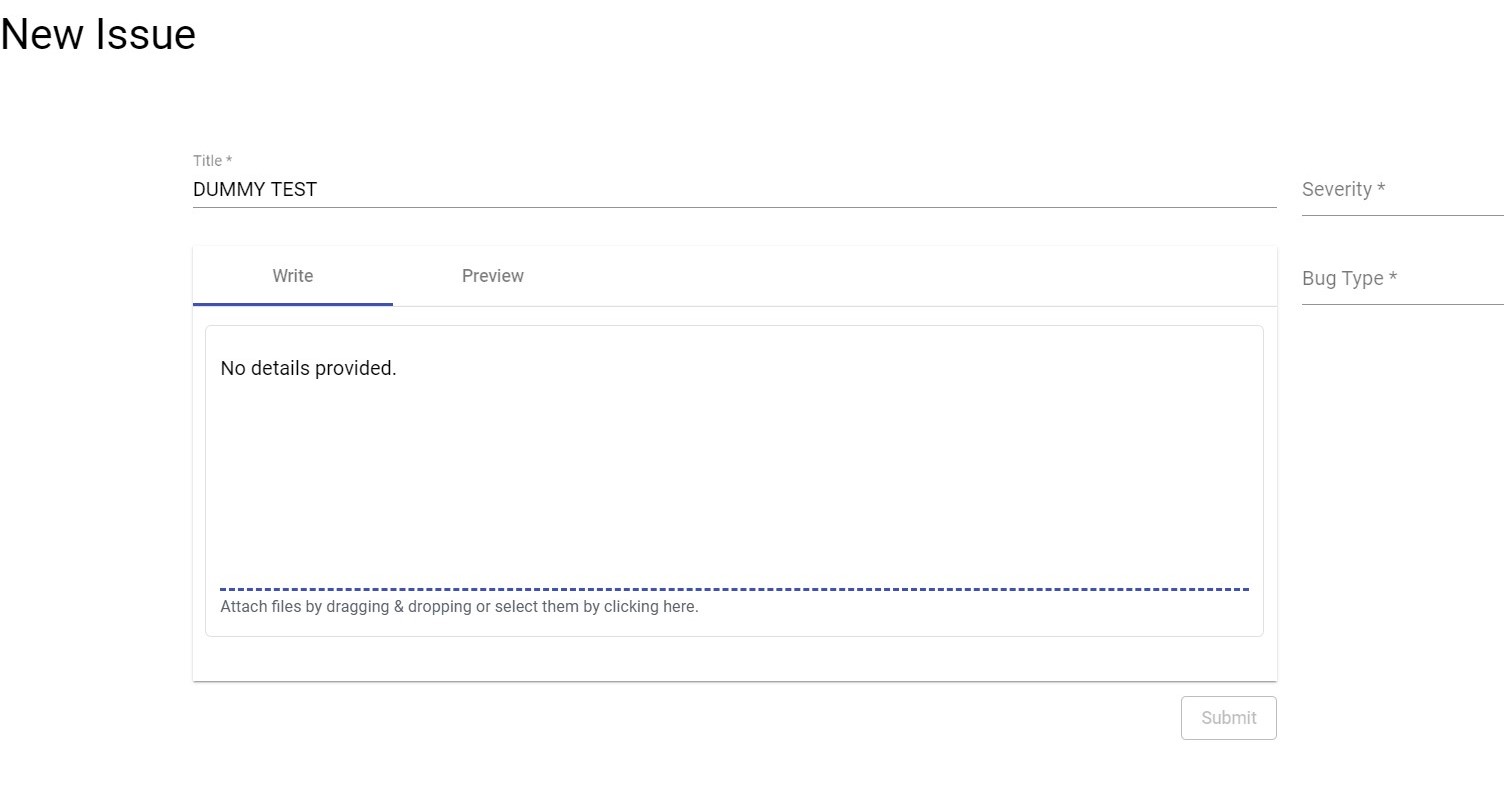 New Issue
Title *
DUMMY TEST
Severity *
Write Preview
Bug Type *
No details provided.
Attach files by dragging & dropping or select them by clicking here.
Submit